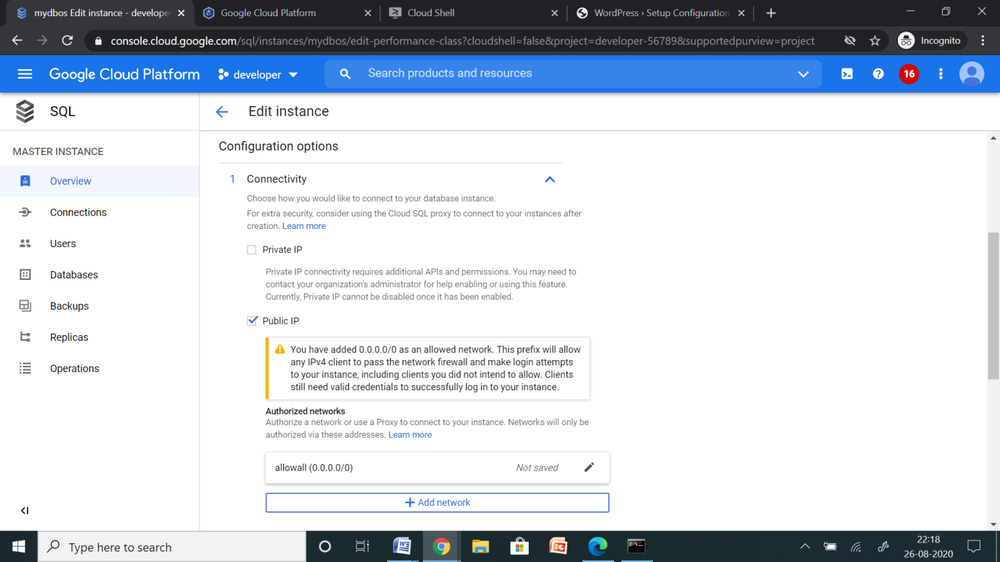 mydbos Edit instance - develope
Google Cloud Platform
Cloud Shell
WordPress › Setup Configuration
console.cloud.google.com/sql/instances/mydbos/edit-performance-class?cloudshell=false&project=developer-56789&supportedpurview=project
Incognito
Google Cloud Platform
developer
Search products and resources
16
SQL
Edit instance
MASTER INSTANCE
Overview
Connections
Users
Databases
Backups
Replicas
Operations
Configuration options
1 Connectivity
Choose how you would like to connect to your database instance.
For extra security, consider using the Cloud SQL proxy to connect to your instances after
creation. Learn more
Private IP
Private IP connectivity requires additional APIs and permissions. You may need to
contact your organization's administrator for help enabling or using this feature.
Currently, Private IP cannot be disabled once it has been enabled.
Public IP
You have added 0.0.0.0/0 as an allowed network. This prefix will allow
any IPv4 client to pass the network firewall and make login attempts
to your instance, including clients you did not intend to allow. Clients
still need valid credentials to successfully log in to your instance.
Authorized networks
Authorize a network or use a Proxy to connect to your instance. Networks will only be
authorized via these addresses. Learn more
allowall (0.0.0.0/0) Not saved
+ Add network
Type here to search
22:18
26-08-2020